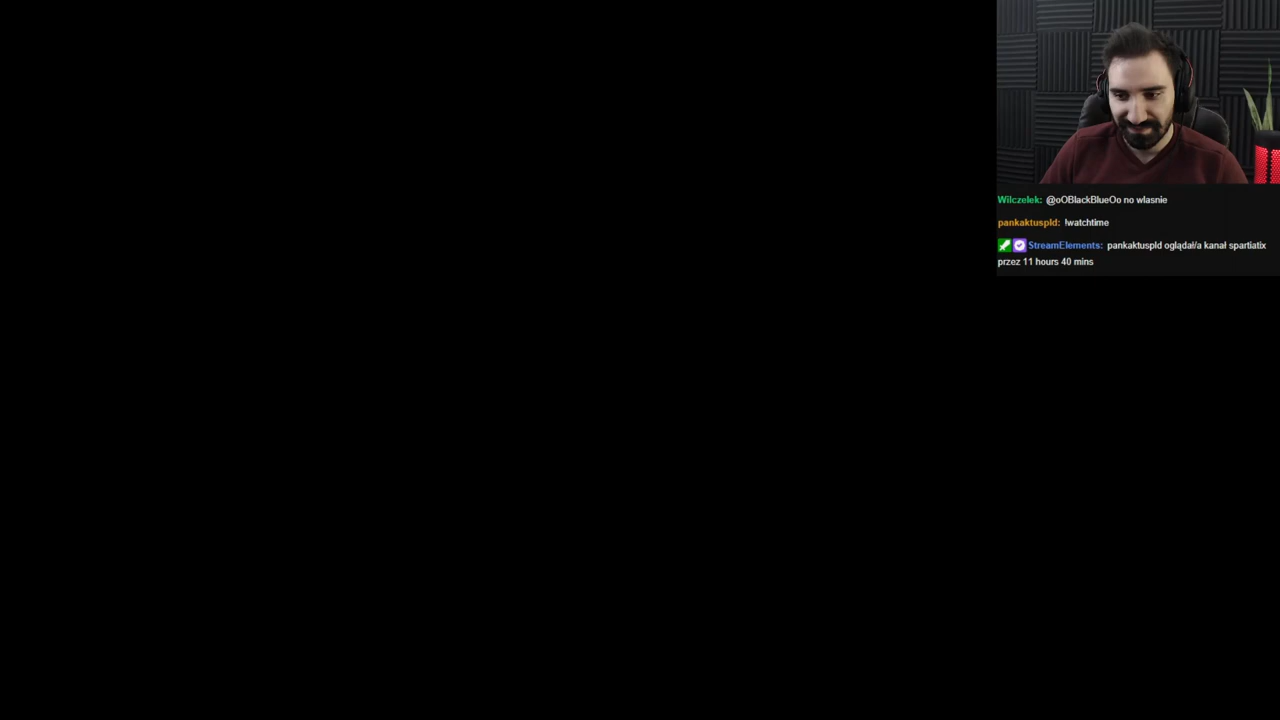 Wilczelek: @oOBlackBlueOo no wlasnie
pankaktuspld: !watchtime
StreamElements: pankaktuspld oglądał/a kanał spartiatix
przez 11 hours 40 mins